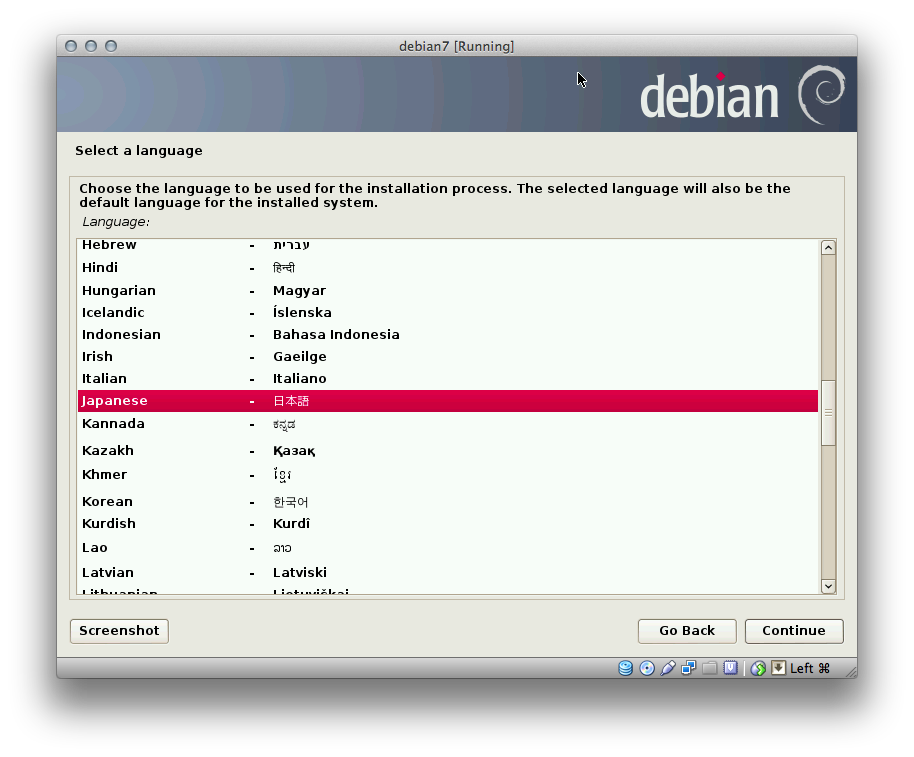 debian7 [Running]
debian
Select a language
Choose the language to be used for the installation process. The selected language will also be the
default language for the installed system.
Language:
Hebrew - עברית
Hindi - हिन्दी
Hungarian - Magyar
Icelandic - Íslenska
Indonesian - Bahasa Indonesia
Irish - Gaeilge
Italian - Italiano
Japanese - 日本語
Kannada - ಕನ್ನಡ
Kazakh - Қазақ
Khmer - ខ្មែរ
Korean - 한국어
Kurdish - Kurdî
Lao - ລາວ
Latvian - Latviski
Lithuanian - Lietuviškai
Screenshot
Go Back
Continue
Left ⌘